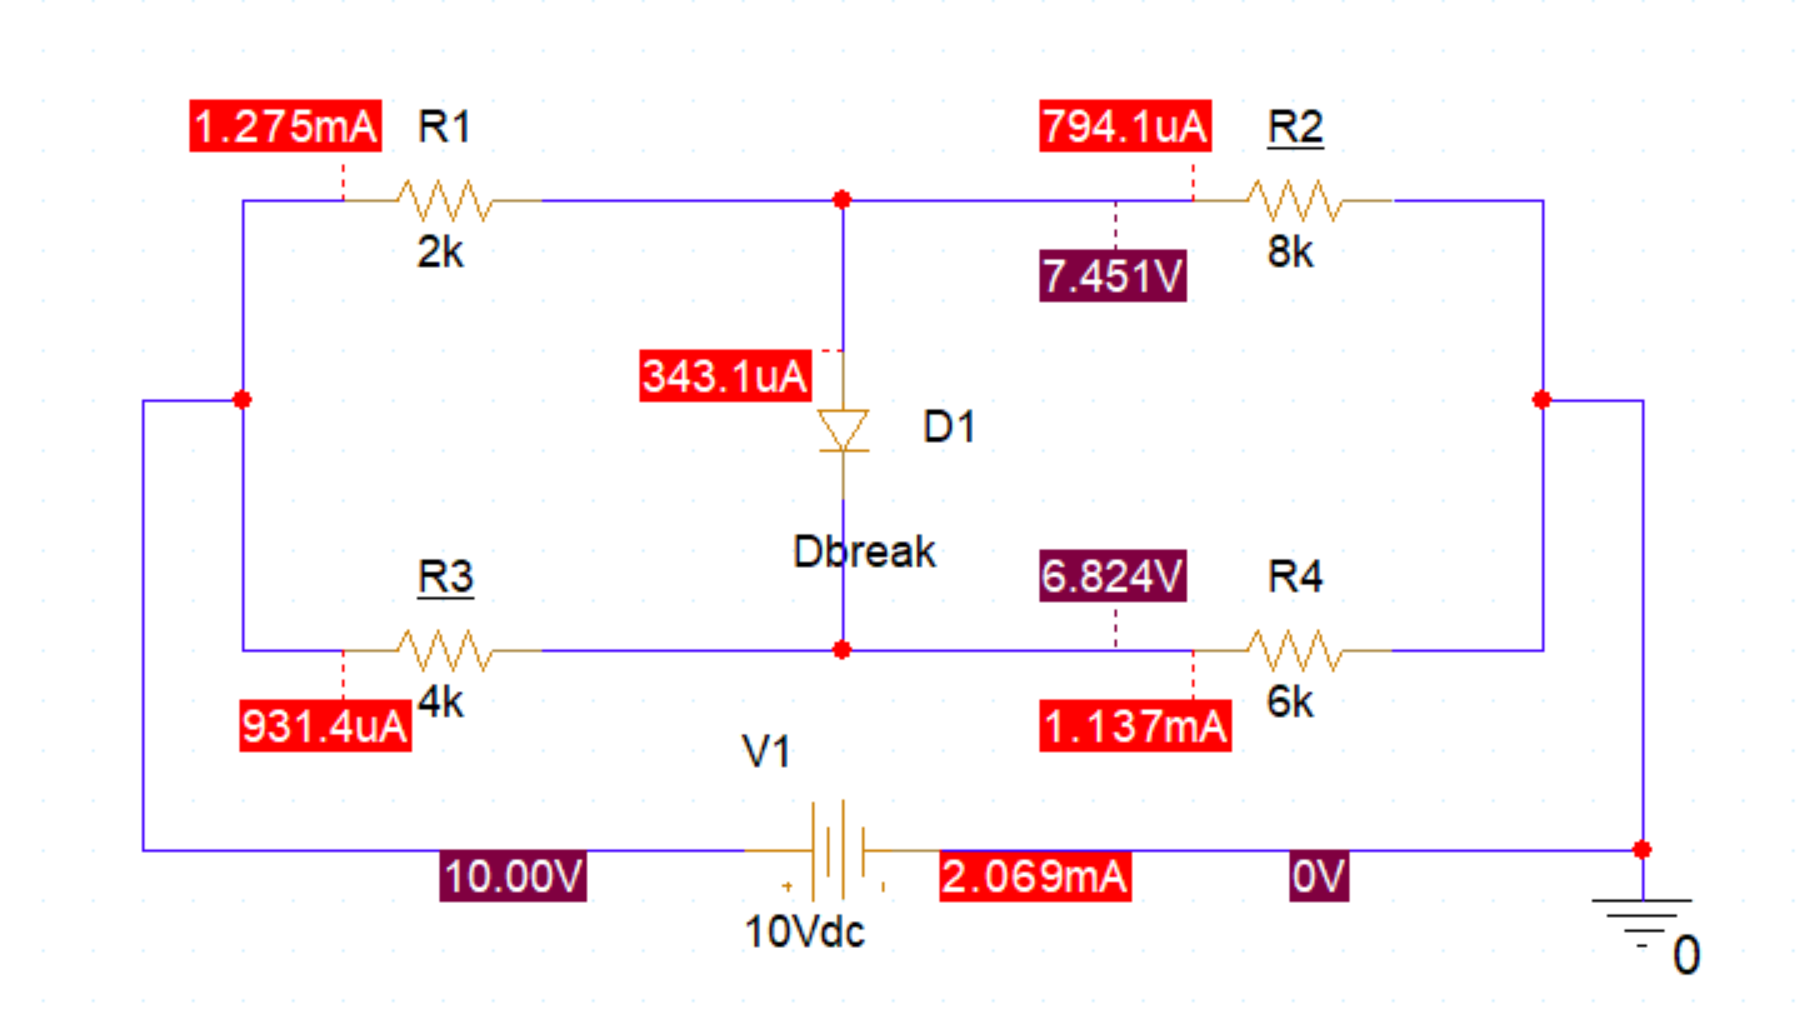 1.275mA
R1
794.1uA
R2
2k
7.451V
8k
343.1uA
D1
Dbreak
R3
6.824V
R4
931.4uA
4k
1.137mA
6k
V1
10.00V
+
-
2.069mA
0V
10Vdc
0